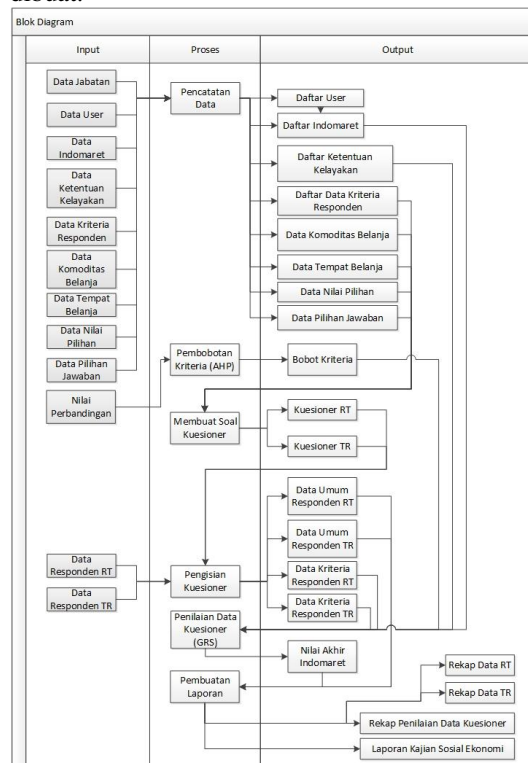 Blok Diagram
Input
Proses
Output
Data Jabatan
Data User
Data
Indomaret
Data
Ketentuan
Kelayakan
Data Kriteria
Responden
Data
Komoditas
Belanja
Data Tempat
Belanja
Data Nilai
Pilihan
Data Pilihan
Jawaban
Nilai
Perbandingan
Pencatatan
Data
Daftar User
Daftar Indomaret
Daftar Ketentuan
Kelayakan
Daftar Data Kriteria
Responden
Data Komoditas Belanja
Data Tempat Belanja
Data Nilai Pilihan
Data Pilihan Jawaban
Pembobotan
Kriteria (AHP)
Bobot Kriteria
Membuat Soal
Kuesioner
Kuesioner RT
Kuesioner TR
Data
Responden RT
Data
Responden TR
Pengisian
Kuesioner
Data Umum
Responden RT
Data Umum
Responden TR
Data Kriteria
Responden RT
Data Kriteria
Responden TR
Penilaian Data
Kuesioner
(GRS)
Nilai Akhir
Indomaret
Pembuatan
Laporan
Rekap Data RT
Rekap Data TR
Rekap Penilaian Data Kuesioner
Laporan Kajian Sosial Ekonomi